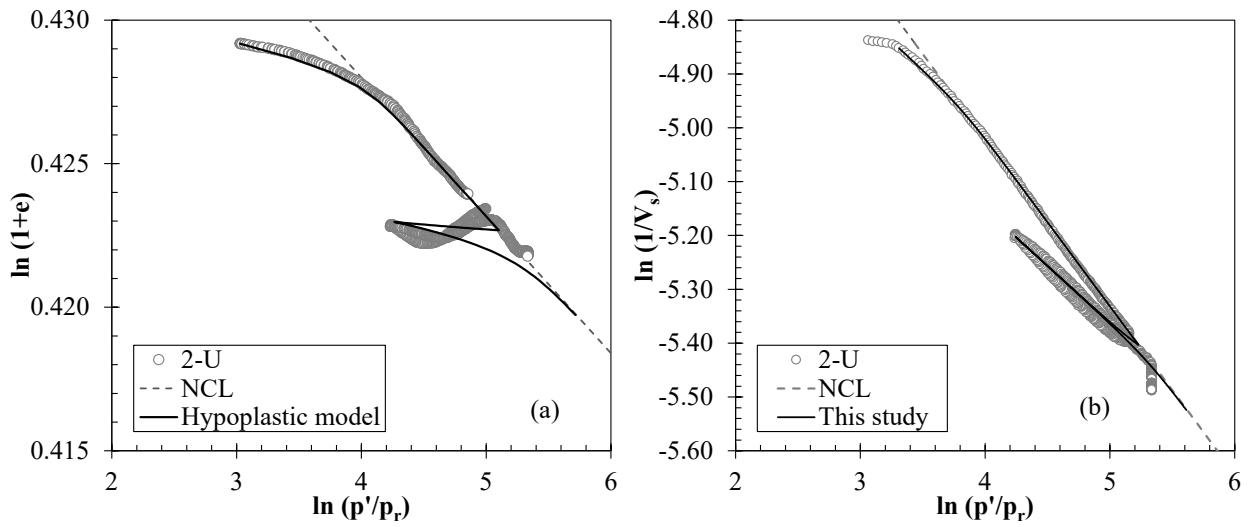 0.430
0.425
0.420
0.415
ln (1+e)
2 3 4 5 6
ln (p'/pr)
2-U
NCL
Hypoplastic model
(a)
-4.80
-4.90
-5.00
-5.10
-5.20
-5.30
-5.40
-5.50
-5.60
ln (1/Vs)
2 3 4 5 6
ln (p'/pr)
2-U
NCL
This study
(b)